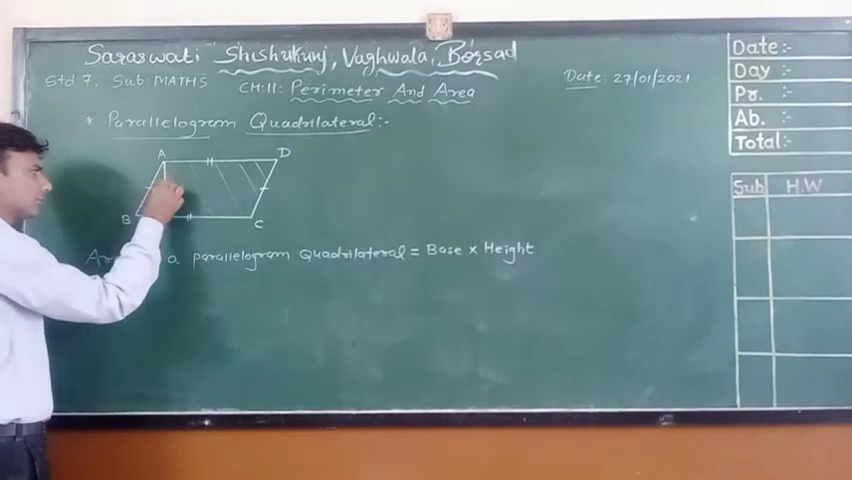 Saraswati Shishukunj, Vaghwala, Borsad
Std: 7. Sub: MATHS CH:11: Perimeter And Area Date: 27/01/2021
* Parallelogram Quadrilateral:-
A D
B C
a parallelogram Quadrilateral = Base x Height
Date:-
Day :-
Pr. :-
Ab. :-
Total:-
Sub H.W